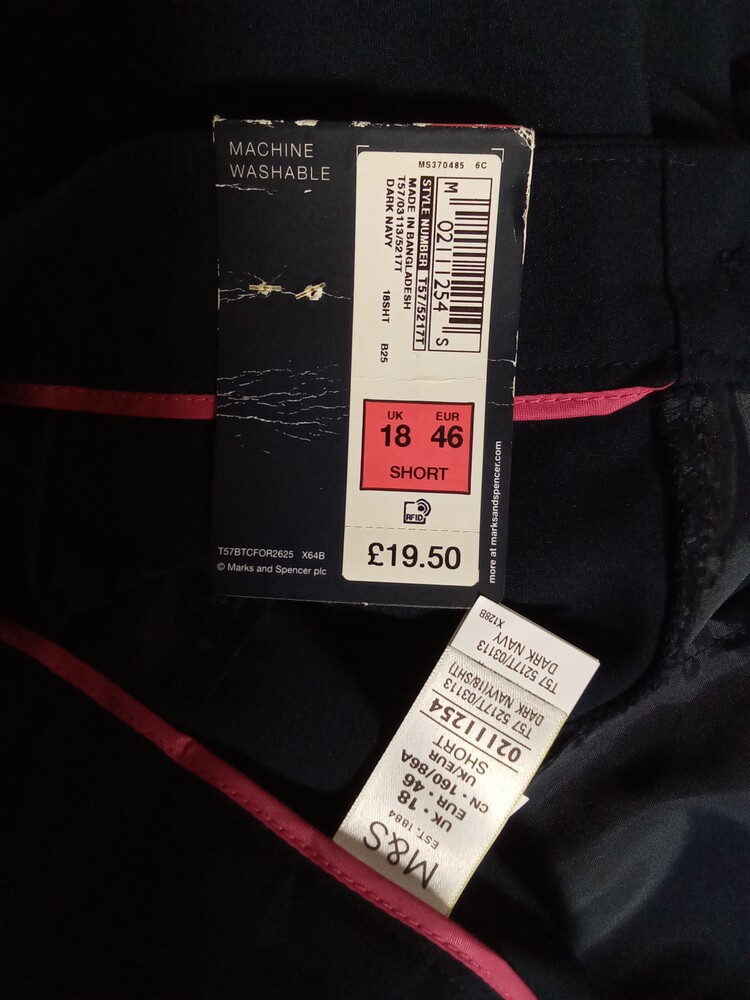 MACHINE
WASHABLE
MS370485 6C
M 02111254 S
STYLE NUMBER T57/5217T
MADE IN BANGLADESH
T57/03113/5217T
DARK NAVY 18SHT B25
UK EUR
18 46
SHORT
RFID
£19.50
more at marksandspencer.com
T57BTCFOR2625 X64B
© Marks and Spencer plc
M&S
EST. 1884
UK - 18
EUR - 46
CN - 160/86A
UK/EUR
SHORT
02111254
DARK NAVY(18/SHT)
T57 5217T/03113
DARK NAVY
T57 5217T/03113
X128B